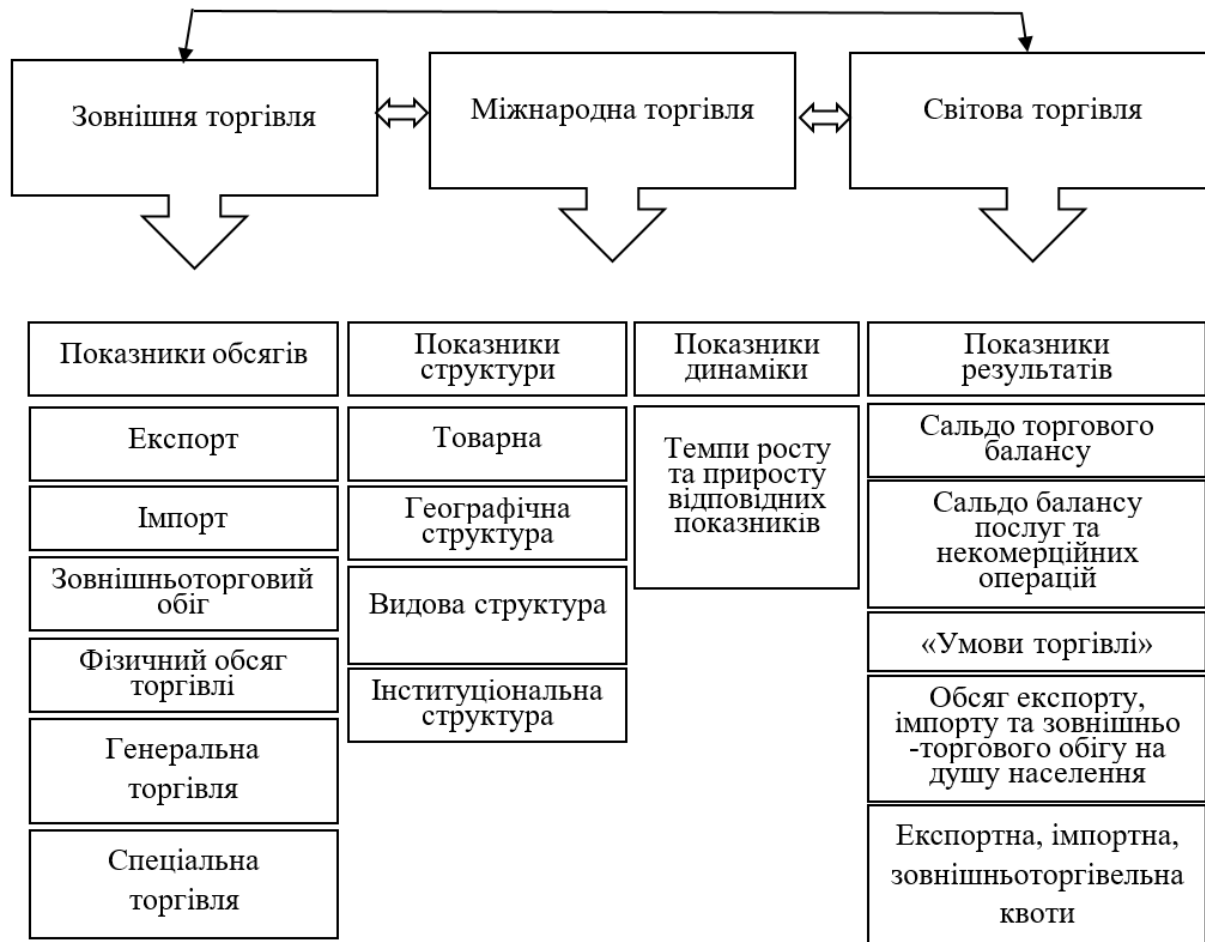 Зовнішня торгівля
Міжнародна торгівля
Світова торгівля
Показники обсягів
Експорт
Імпорт
Зовнішньоторговий
обіг
Фізичний обсяг
торгівлі
Генеральна
торгівля
Спеціальна
торгівля
Показники
структури
Товарна
Географічна
структура
Видова структура
Інституціональна
структура
Показники
динаміки
Темпи росту
та приросту
відповідних
показників
Показники
результатів
Сальдо торгового
балансу
Сальдо балансу
послуг та
некомерційних
операцій
«Умови торгівлі»
Обсяг експорту,
імпорту та зовнішньо
-торгового обігу на
душу населення
Експортна, імпортна,
зовнішньоторгівельна
квоти